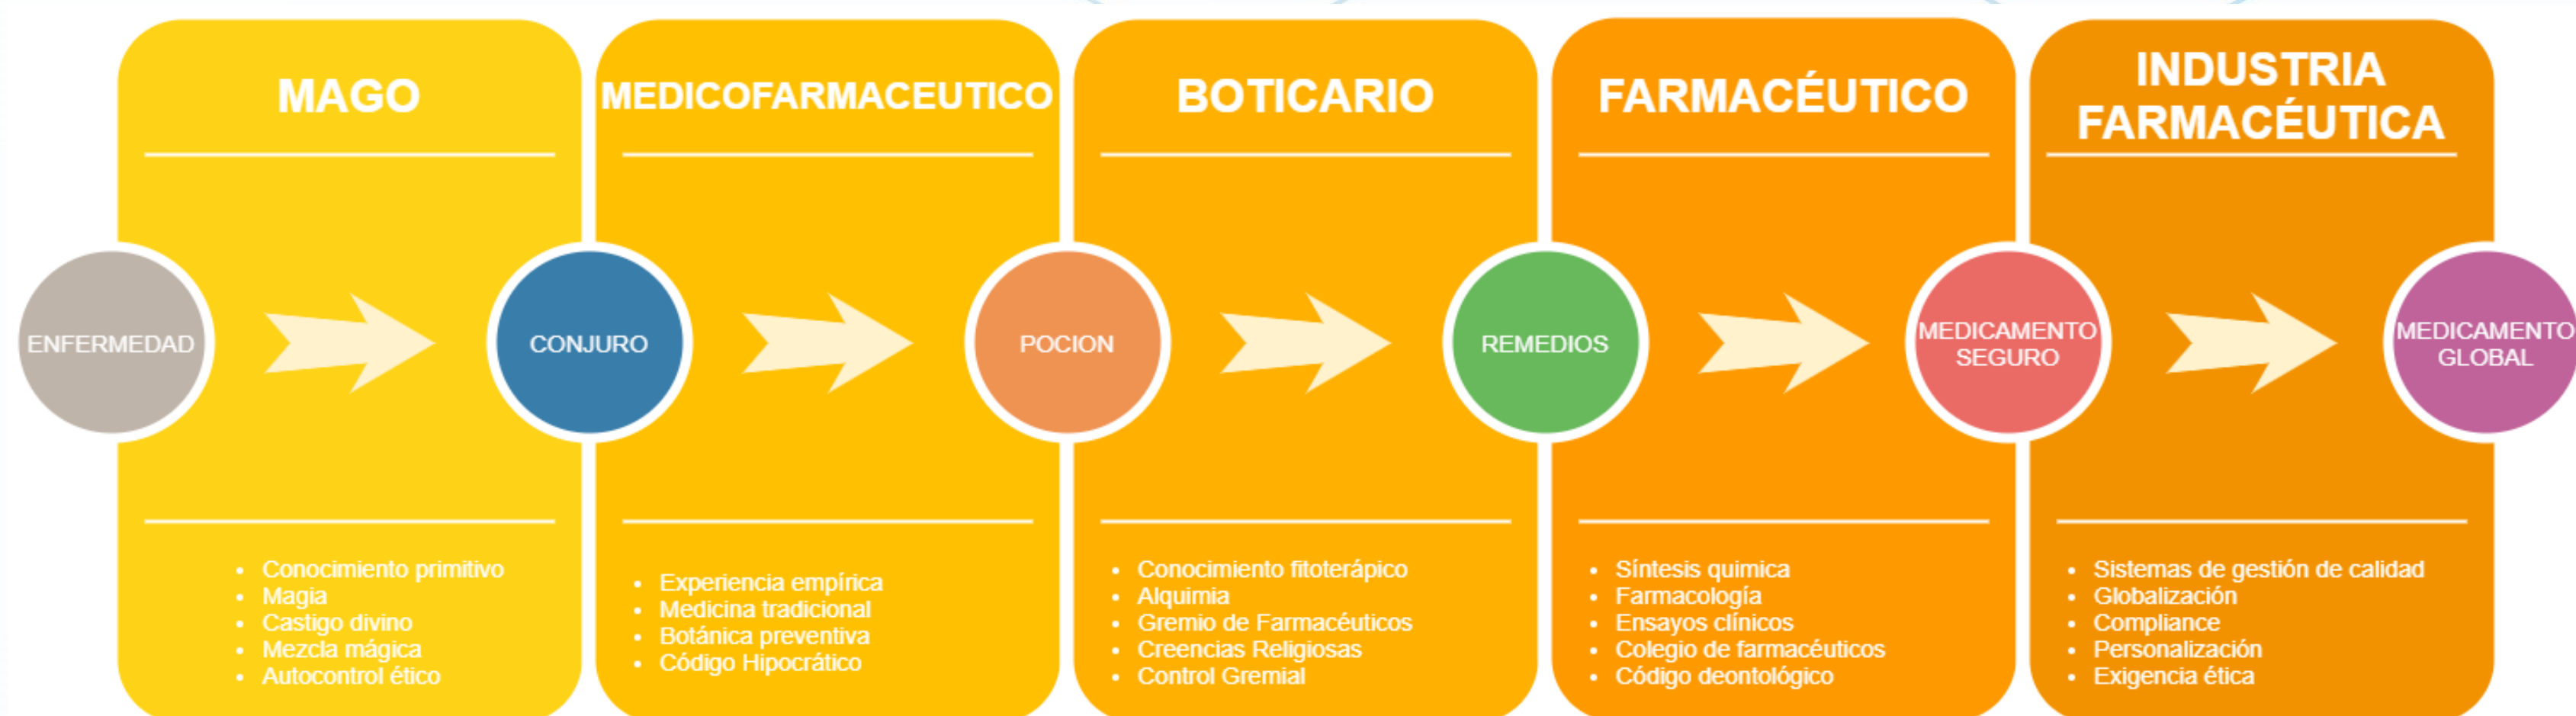 MAGO
MEDICOFARMACEUTICO
BOTICARIO
FARMACÉUTICO
INDUSTRIA
FARMACÉUTICA
ENFERMEDAD
CONJURO
POCION
REMEDIOS
MEDICAMENTO
SEGURO
MEDICAMENTO
GLOBAL
• Conocimiento primitivo
• Magia
• Castigo divino
• Mezcla mágica
• Autocontrol ético
• Experiencia empírica
• Medicina tradicional
• Botánica preventiva
• Código Hipocrático
• Conocimiento fitoterápico
• Alquimia
• Gremio de Farmacéuticos
• Creencias Religiosas
• Control Gremial
• Síntesis quimica
• Farmacología
• Ensayos clínicos
• Colegio de farmacéuticos
• Código deontológico
• Sistemas de gestión de calidad
• Globalización
• Compliance
• Personalización
• Exigencia ética